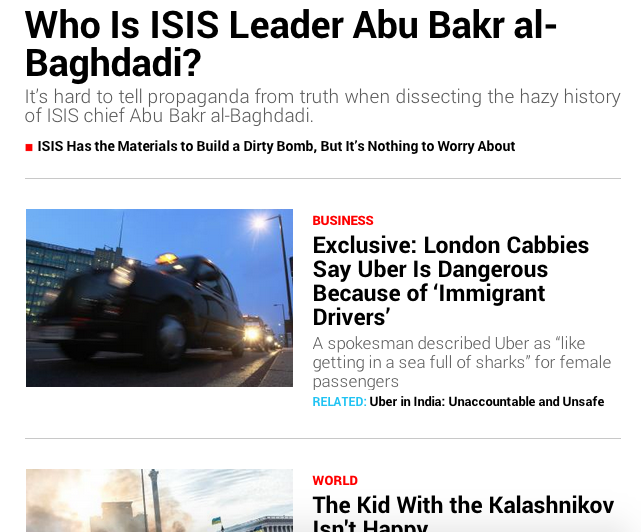 Who Is ISIS Leader Abu Bakr al-
Baghdadi?
It's hard to tell propaganda from truth when dissecting the hazy history
of ISIS chief Abu Bakr al-Baghdadi.
ISIS Has the Materials to Build a Dirty Bomb, But It's Nothing to Worry About
BUSINESS
Exclusive: London Cabbies
Say Uber Is Dangerous
Because of ‘Immigrant
Drivers’
A spokesman described Uber as “like
getting in a sea full of sharks” for female
passengers
RELATED: Uber in India: Unaccountable and Unsafe
WORLD
The Kid With the Kalashnikov
Isn't Happy